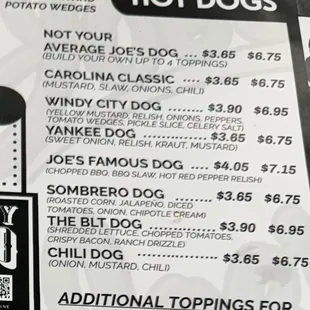 POTATO WEDGES
HOT DOGS
NOT YOUR
AVERAGE JOE'S DOG .... $3.65 $6.75
(BUILD YOUR OWN UP TO 4 TOPPINGS)
CAROLINA CLASSIC .... $3.65 $6.75
(MUSTARD, SLAW, ONIONS, CHILI)
WINDY CITY DOG ........ $3.90 $6.95
(YELLOW MUSTARD, RELISH, ONIONS, PEPPERS,
TOMATO WEDGES, PICKLE SLICE, CELERY SALT)
YANKEE DOG ............... $3.65 $6.75
(SWEET ONION, RELISH, KRAUT, MUSTARD)
JOE'S FAMOUS DOG .... $4.05 $7.15
(CHOPPED BBQ, BBQ SLAW, HOT RED PEPPER RELISH)
SOMBRERO DOG ......... $3.65 $6.75
(ROASTED CORN, JALAPEÑO, DICED
TOMATOES, ONION, CHIPOTLE CREAM)
THE BLT DOG .............. $3.90 $6.95
(SHREDDED LETTUCE, CHOPPED TOMATOES,
CRISPY BACON, RANCH DRIZZLE)
CHILI DOG ................. $3.65 $6.75
(ONION, MUSTARD, CHILI)
ADDITIONAL TOPPINGS FOR